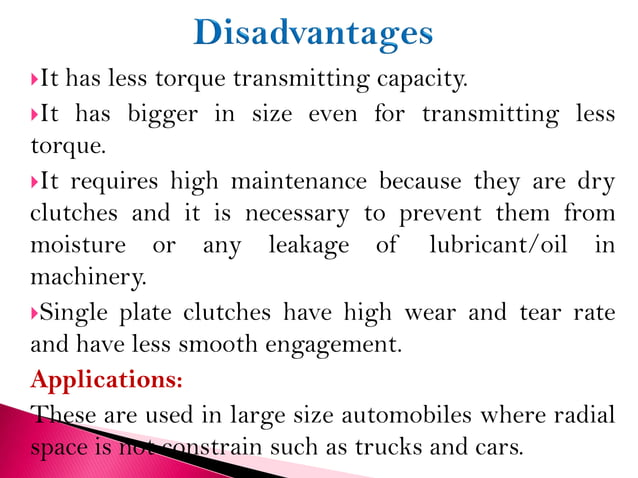 Disadvantages
It has less torque transmitting capacity.
It has bigger in size even for transmitting less
torque.
It requires high maintenance because they are dry
clutches and it is necessary to prevent them from
moisture or any leakage of lubricant/oil in
machinery.
Single plate clutches have high wear and tear rate
and have less smooth engagement.
Applications:
These are used in large size automobiles where radial
space is not constrain such as trucks and cars.